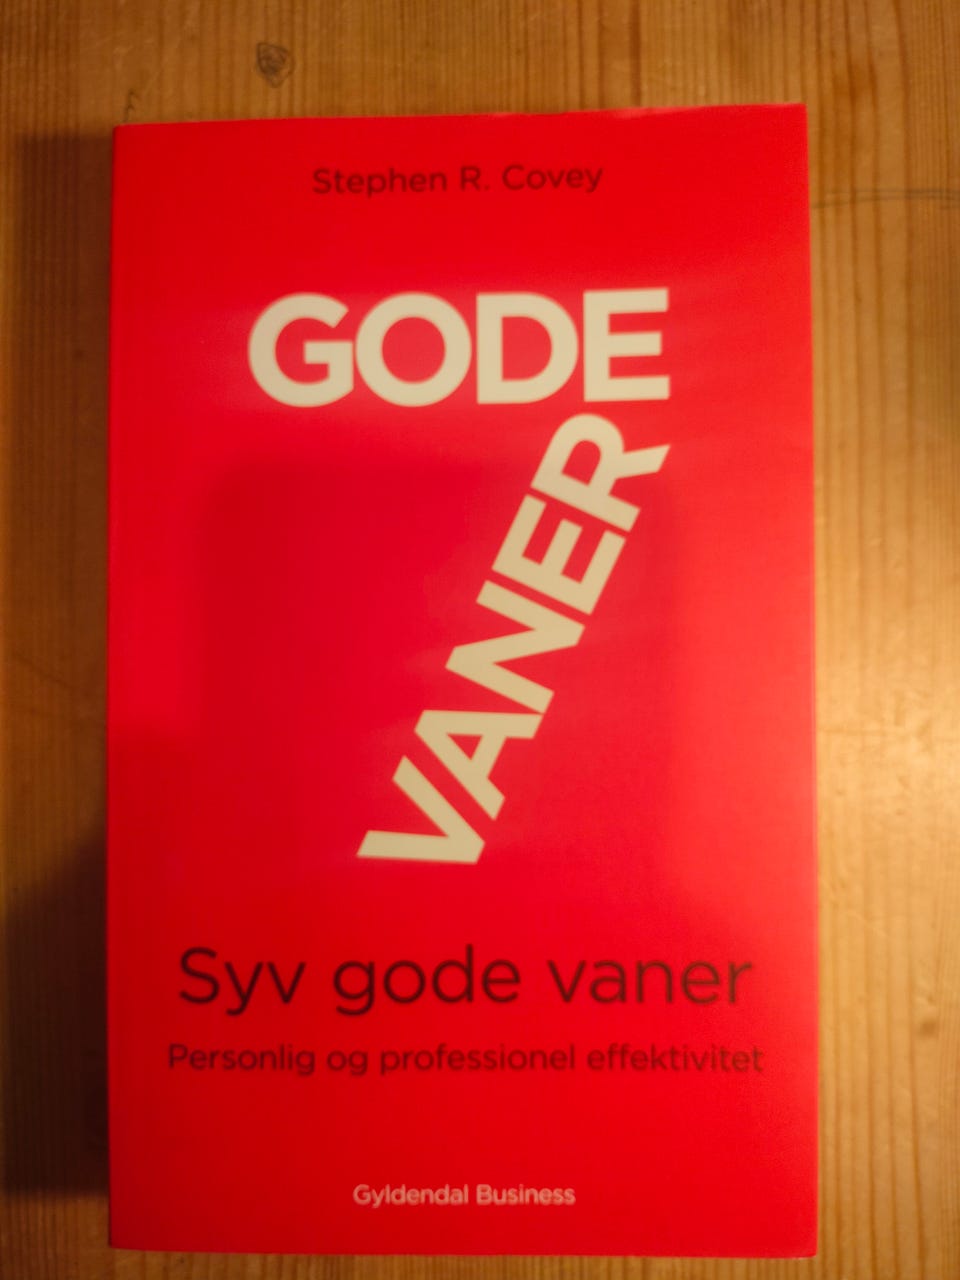 Stephen R. Covey
GODE
VANER
Syv gode vaner
Personlig og professionel effektivitet
Gyldendal Business